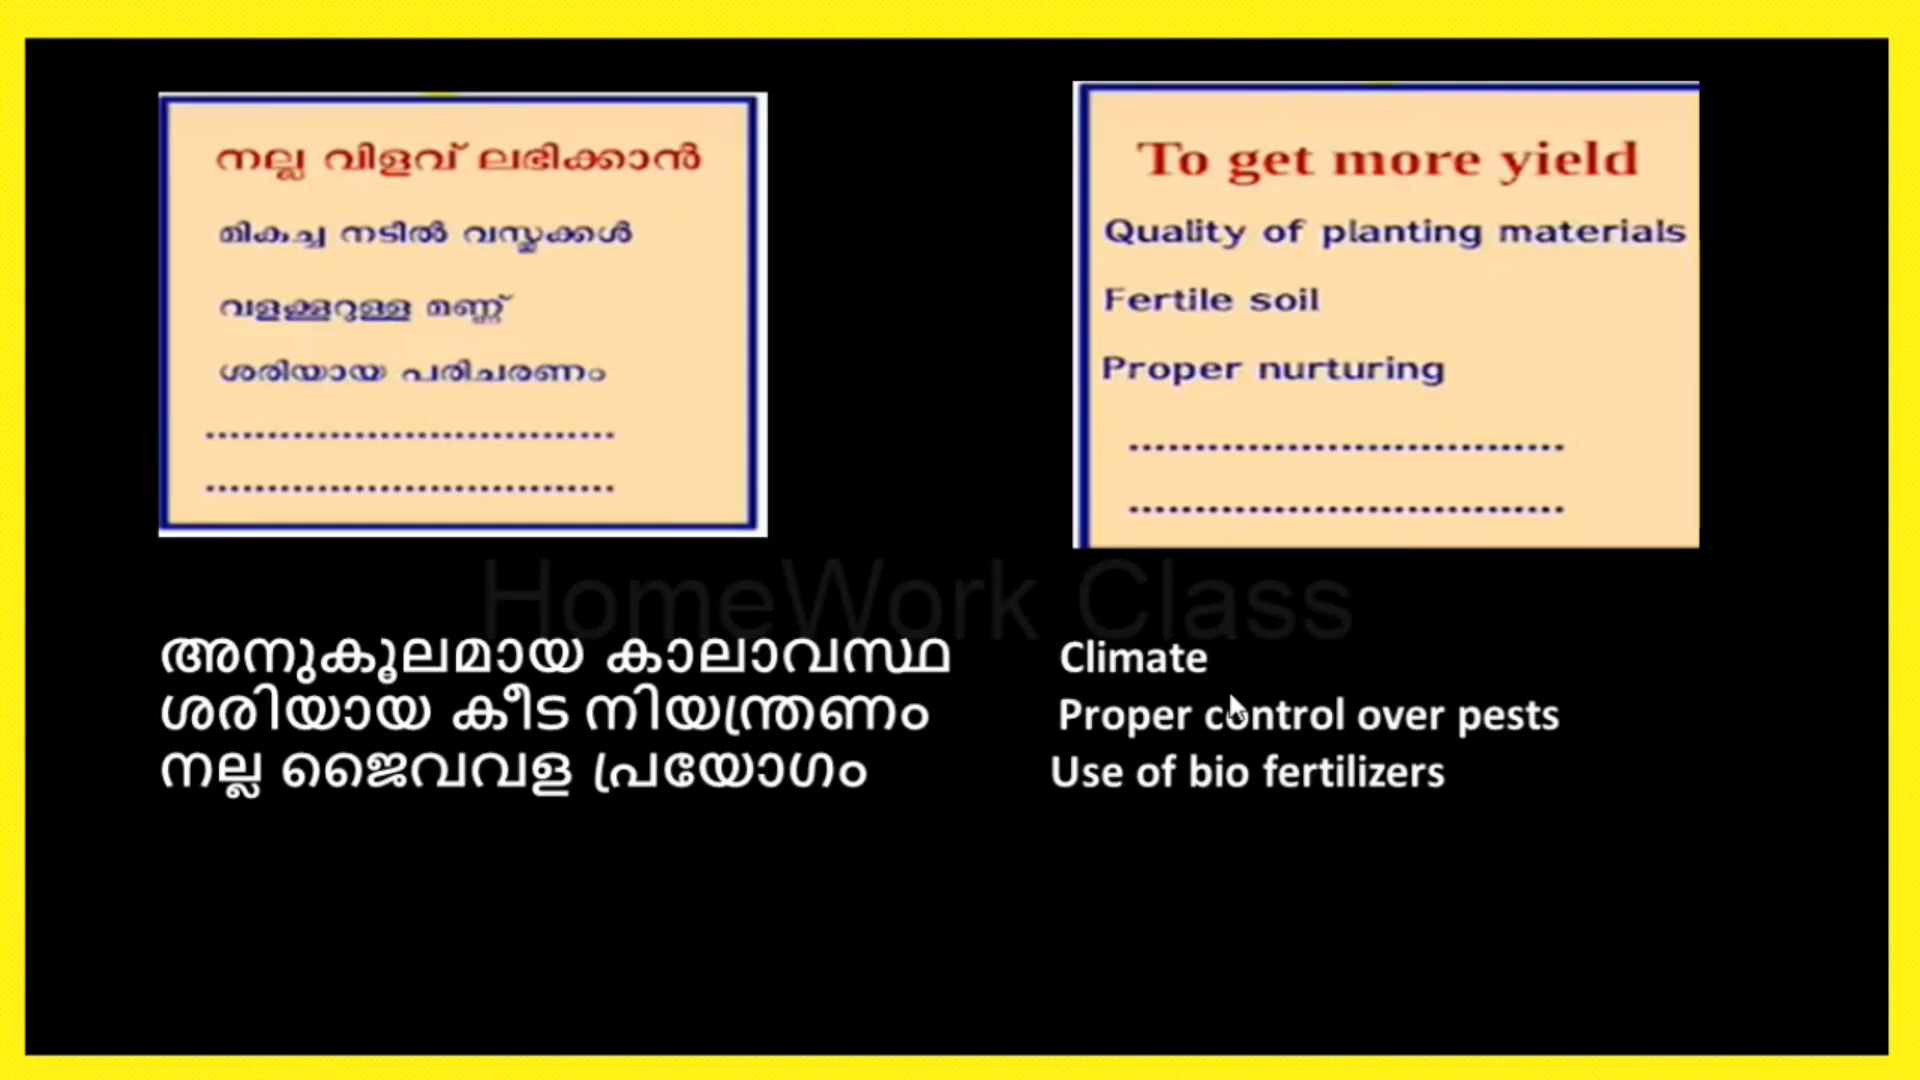 നല്ല വിളവ് ലഭിക്കാൻ
മികച്ച നടിൽ വസ്തുക്കൾ
വളക്കൂറുള്ള മണ്ണ്
ശരിയായ പരിചരണം
.................................
.................................
To get more yield
Quality of planting materials
Fertile soil
Proper nurturing
.................................
.................................
HomeWork Class
അനുകൂലമായ കാലാവസ്ഥ
ശരിയായ കീട നിയന്ത്രണം
നല്ല ജൈവവള പ്രയോഗം
Climate
Proper control over pests
Use of bio fertilizers